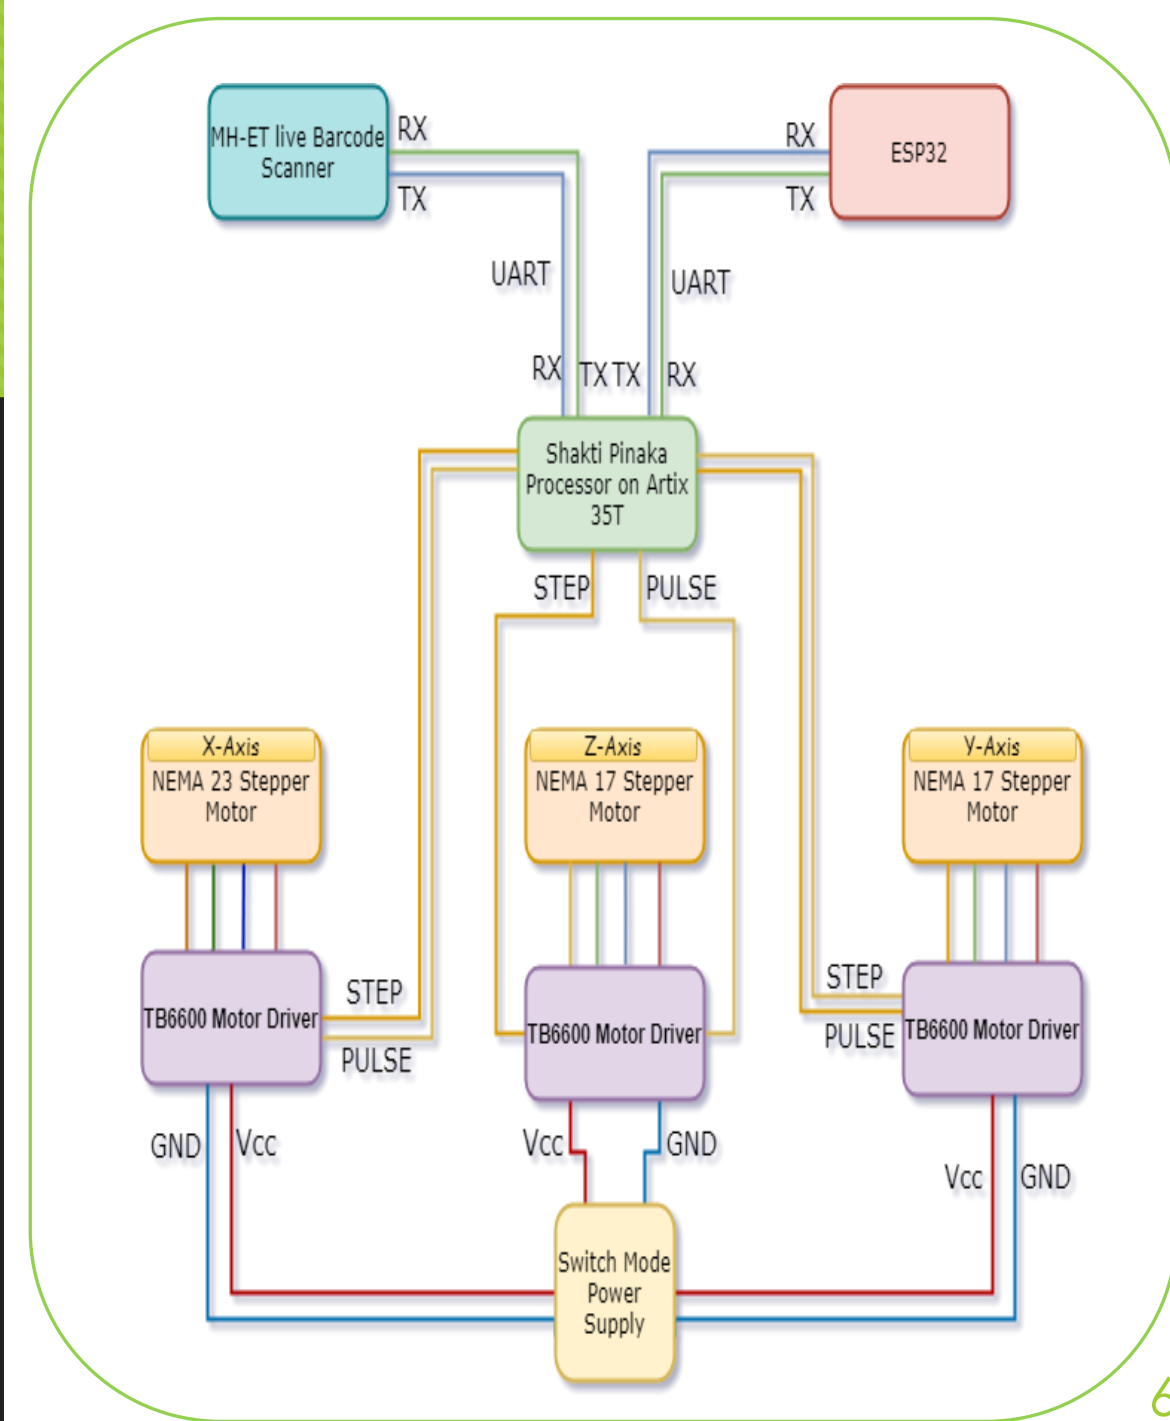 MH-ET live Barcode
Scanner
RX
TX
RX
TX
ESP32
UART
UART
RX
TX
TX
RX
Shakti Pinaka
Processor on Artix
35T
STEP
PULSE
X-Axis
NEMA 23 Stepper
Motor
Z-Axis
NEMA 17 Stepper
Motor
Y-Axis
NEMA 17 Stepper
Motor
TB6600 Motor Driver
STEP
PULSE
TB6600 Motor Driver
STEP
PULSE
TB6600 Motor Driver
GND
Vcc
Vcc
GND
Vcc
GND
Switch Mode
Power
Supply
6